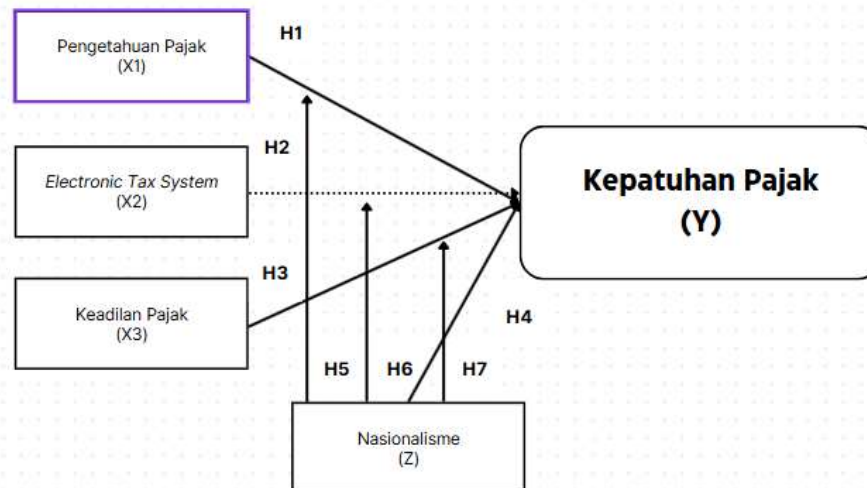 Pengetahuan Pajak
(X1)
H1
H2
Electronic Tax System
(X2)
Kepatuhan Pajak
(Y)
H3
Keadilan Pajak
(X3)
H4
H5
H6
H7
Nasionalisme
(Z)